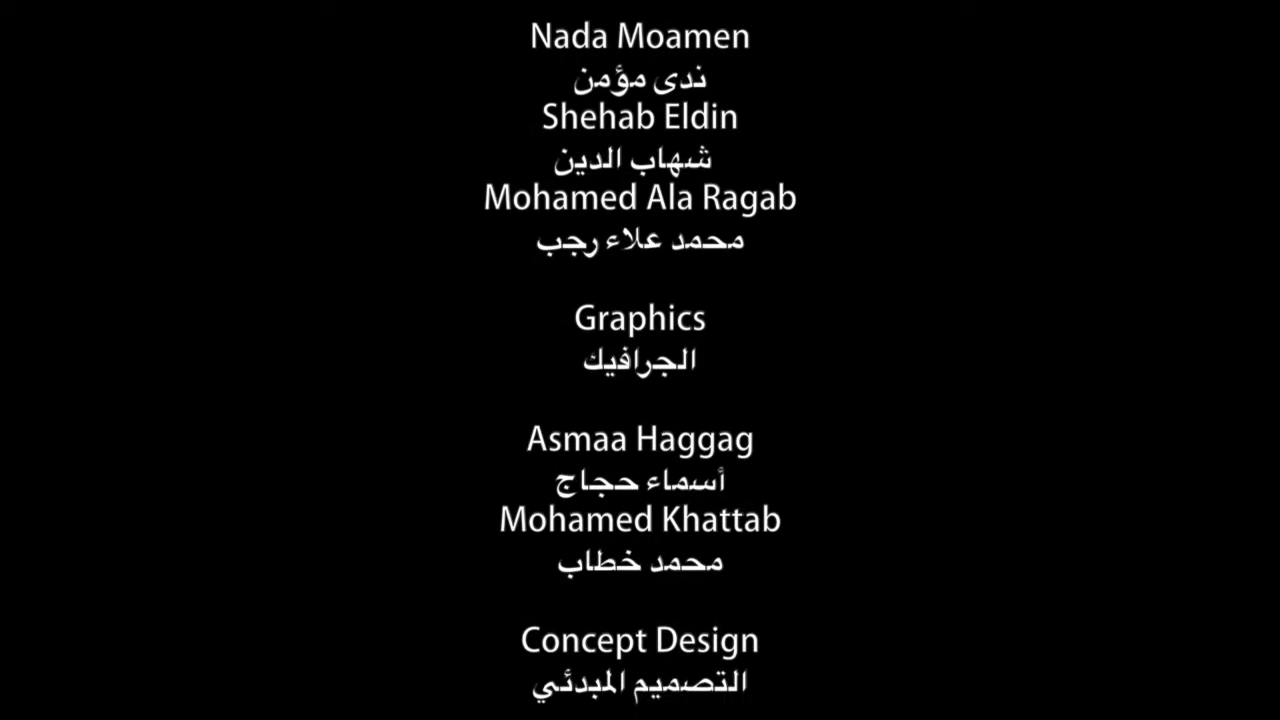 Nada Moamen
ندى مؤمن
Shehab Eldin
شهاب الدين
Mohamed Ala Ragab
محمد علاء رجب
Graphics
الجرافيك
Asmaa Haggag
أسماء حجاج
Mohamed Khattab
محمد خطاب
Concept Design
التصميم المبدئي